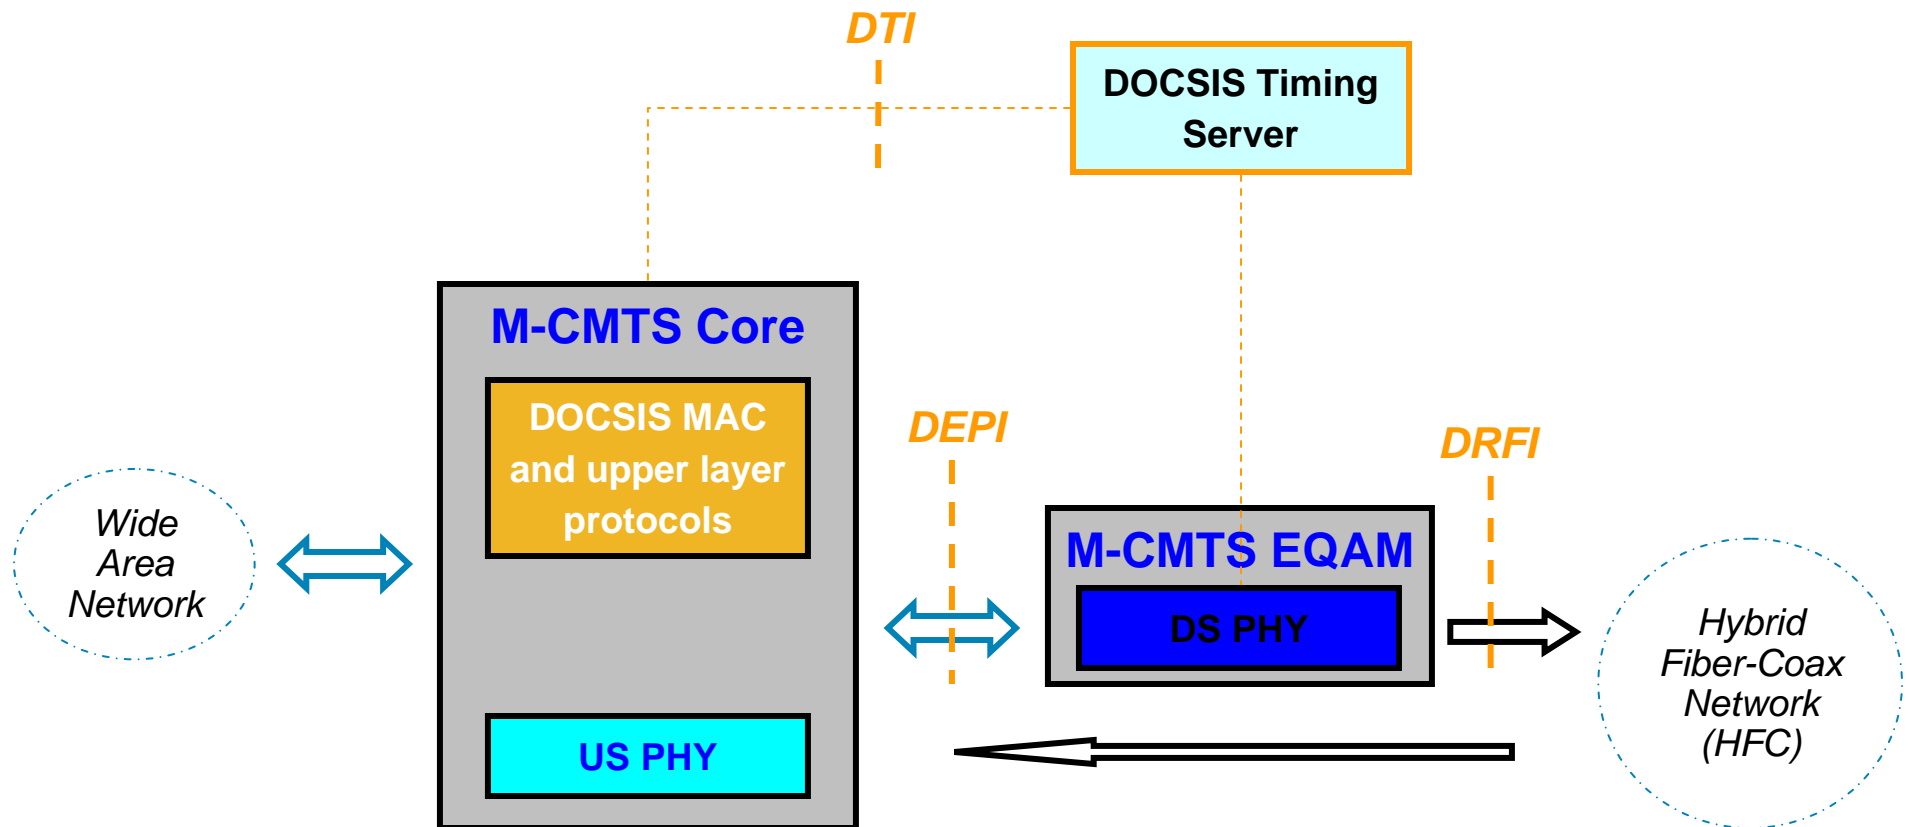 DTI
DOCSIS Timing
Server
M-CMTS Core
DOCSIS MAC
and upper layer
protocols
DEPI
DRFI
Wide
Area
Network
M-CMTS EQAM
DS PHY
Hybrid
Fiber-Coax
Network
(HFC)
US PHY